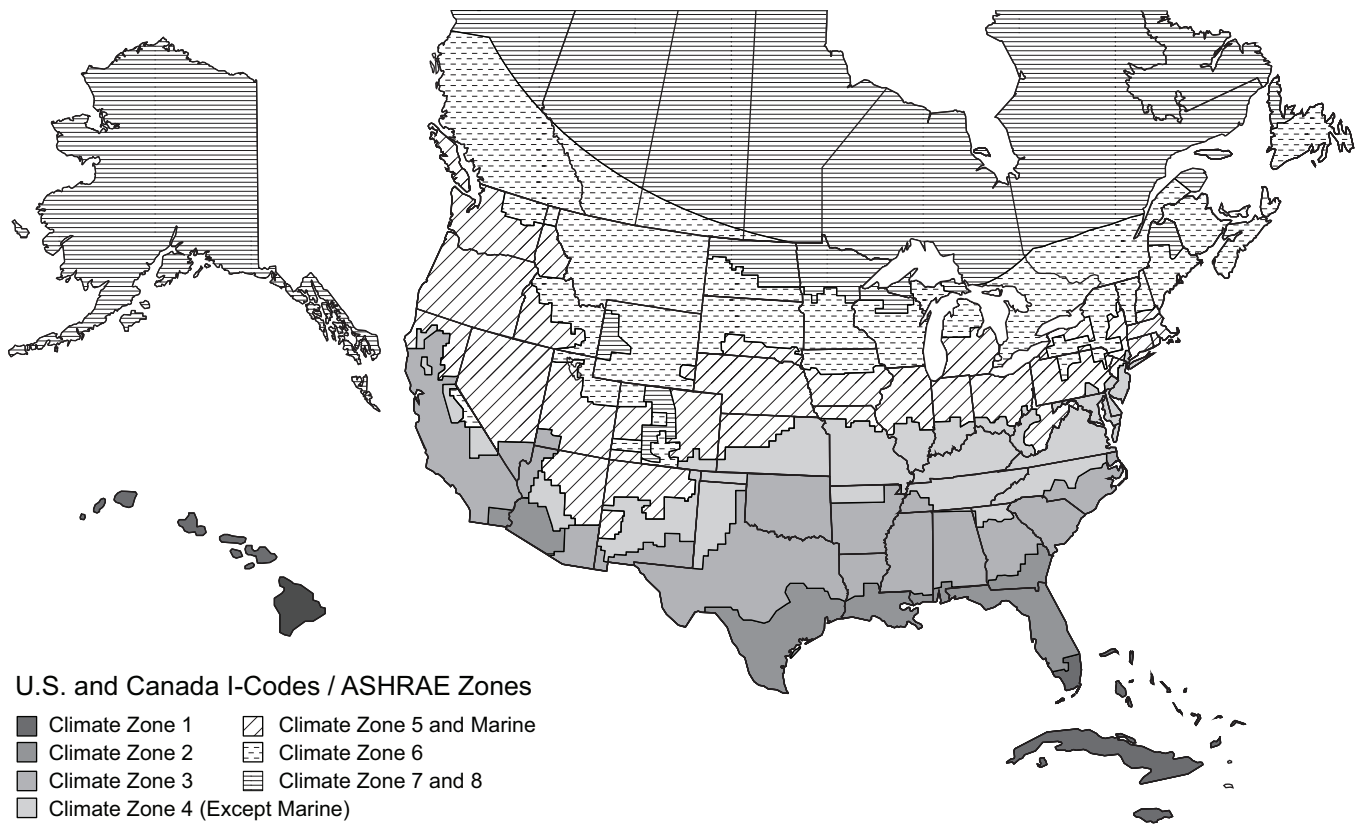 U.S. and Canada I-Codes / ASHRAE Zones
Climate Zone 1
Climate Zone 2
Climate Zone 3
Climate Zone 4 (Except Marine)
Climate Zone 5 and Marine
Climate Zone 6
Climate Zone 7 and 8